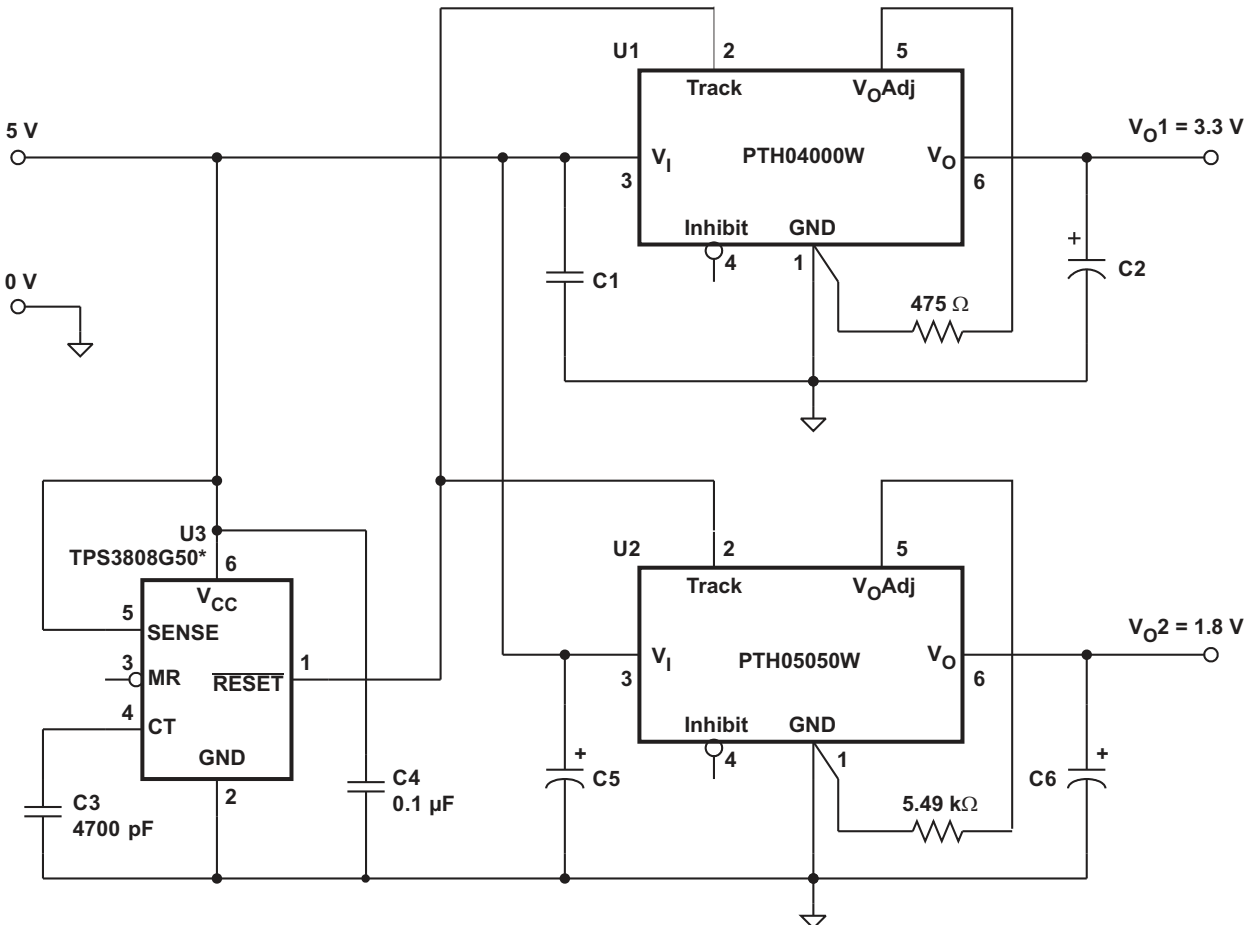 U1
2
5
Track
VOAdj
5 V
VI
PTH04000W
VO
VO1 = 3.3 V
3
6
Inhibit
GND
4
1
C1
+
C2
0 V
475 Ω
U3
TPS3808G50*
6
VCC
5
SENSE
3
MR
RESET
1
4
CT
GND
2
C3
4700 pF
C4
0.1 µF
U2
2
5
Track
VOAdj
VI
PTH05050W
VO
VO2 = 1.8 V
3
6
Inhibit
GND
4
1
+
C5
+
C6
5.49 kΩ